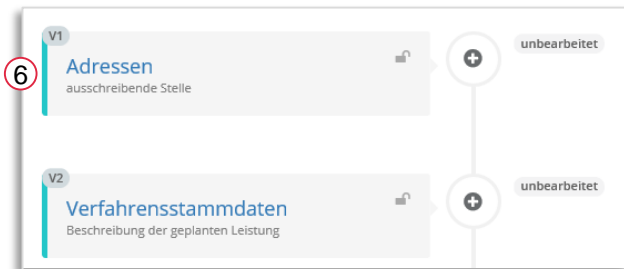 V1
unbearbeitet
6
Adressen
ausschreibende Stelle
V2
unbearbeitet
Verfahrensstammdaten
Beschreibung der geplanten Leistung